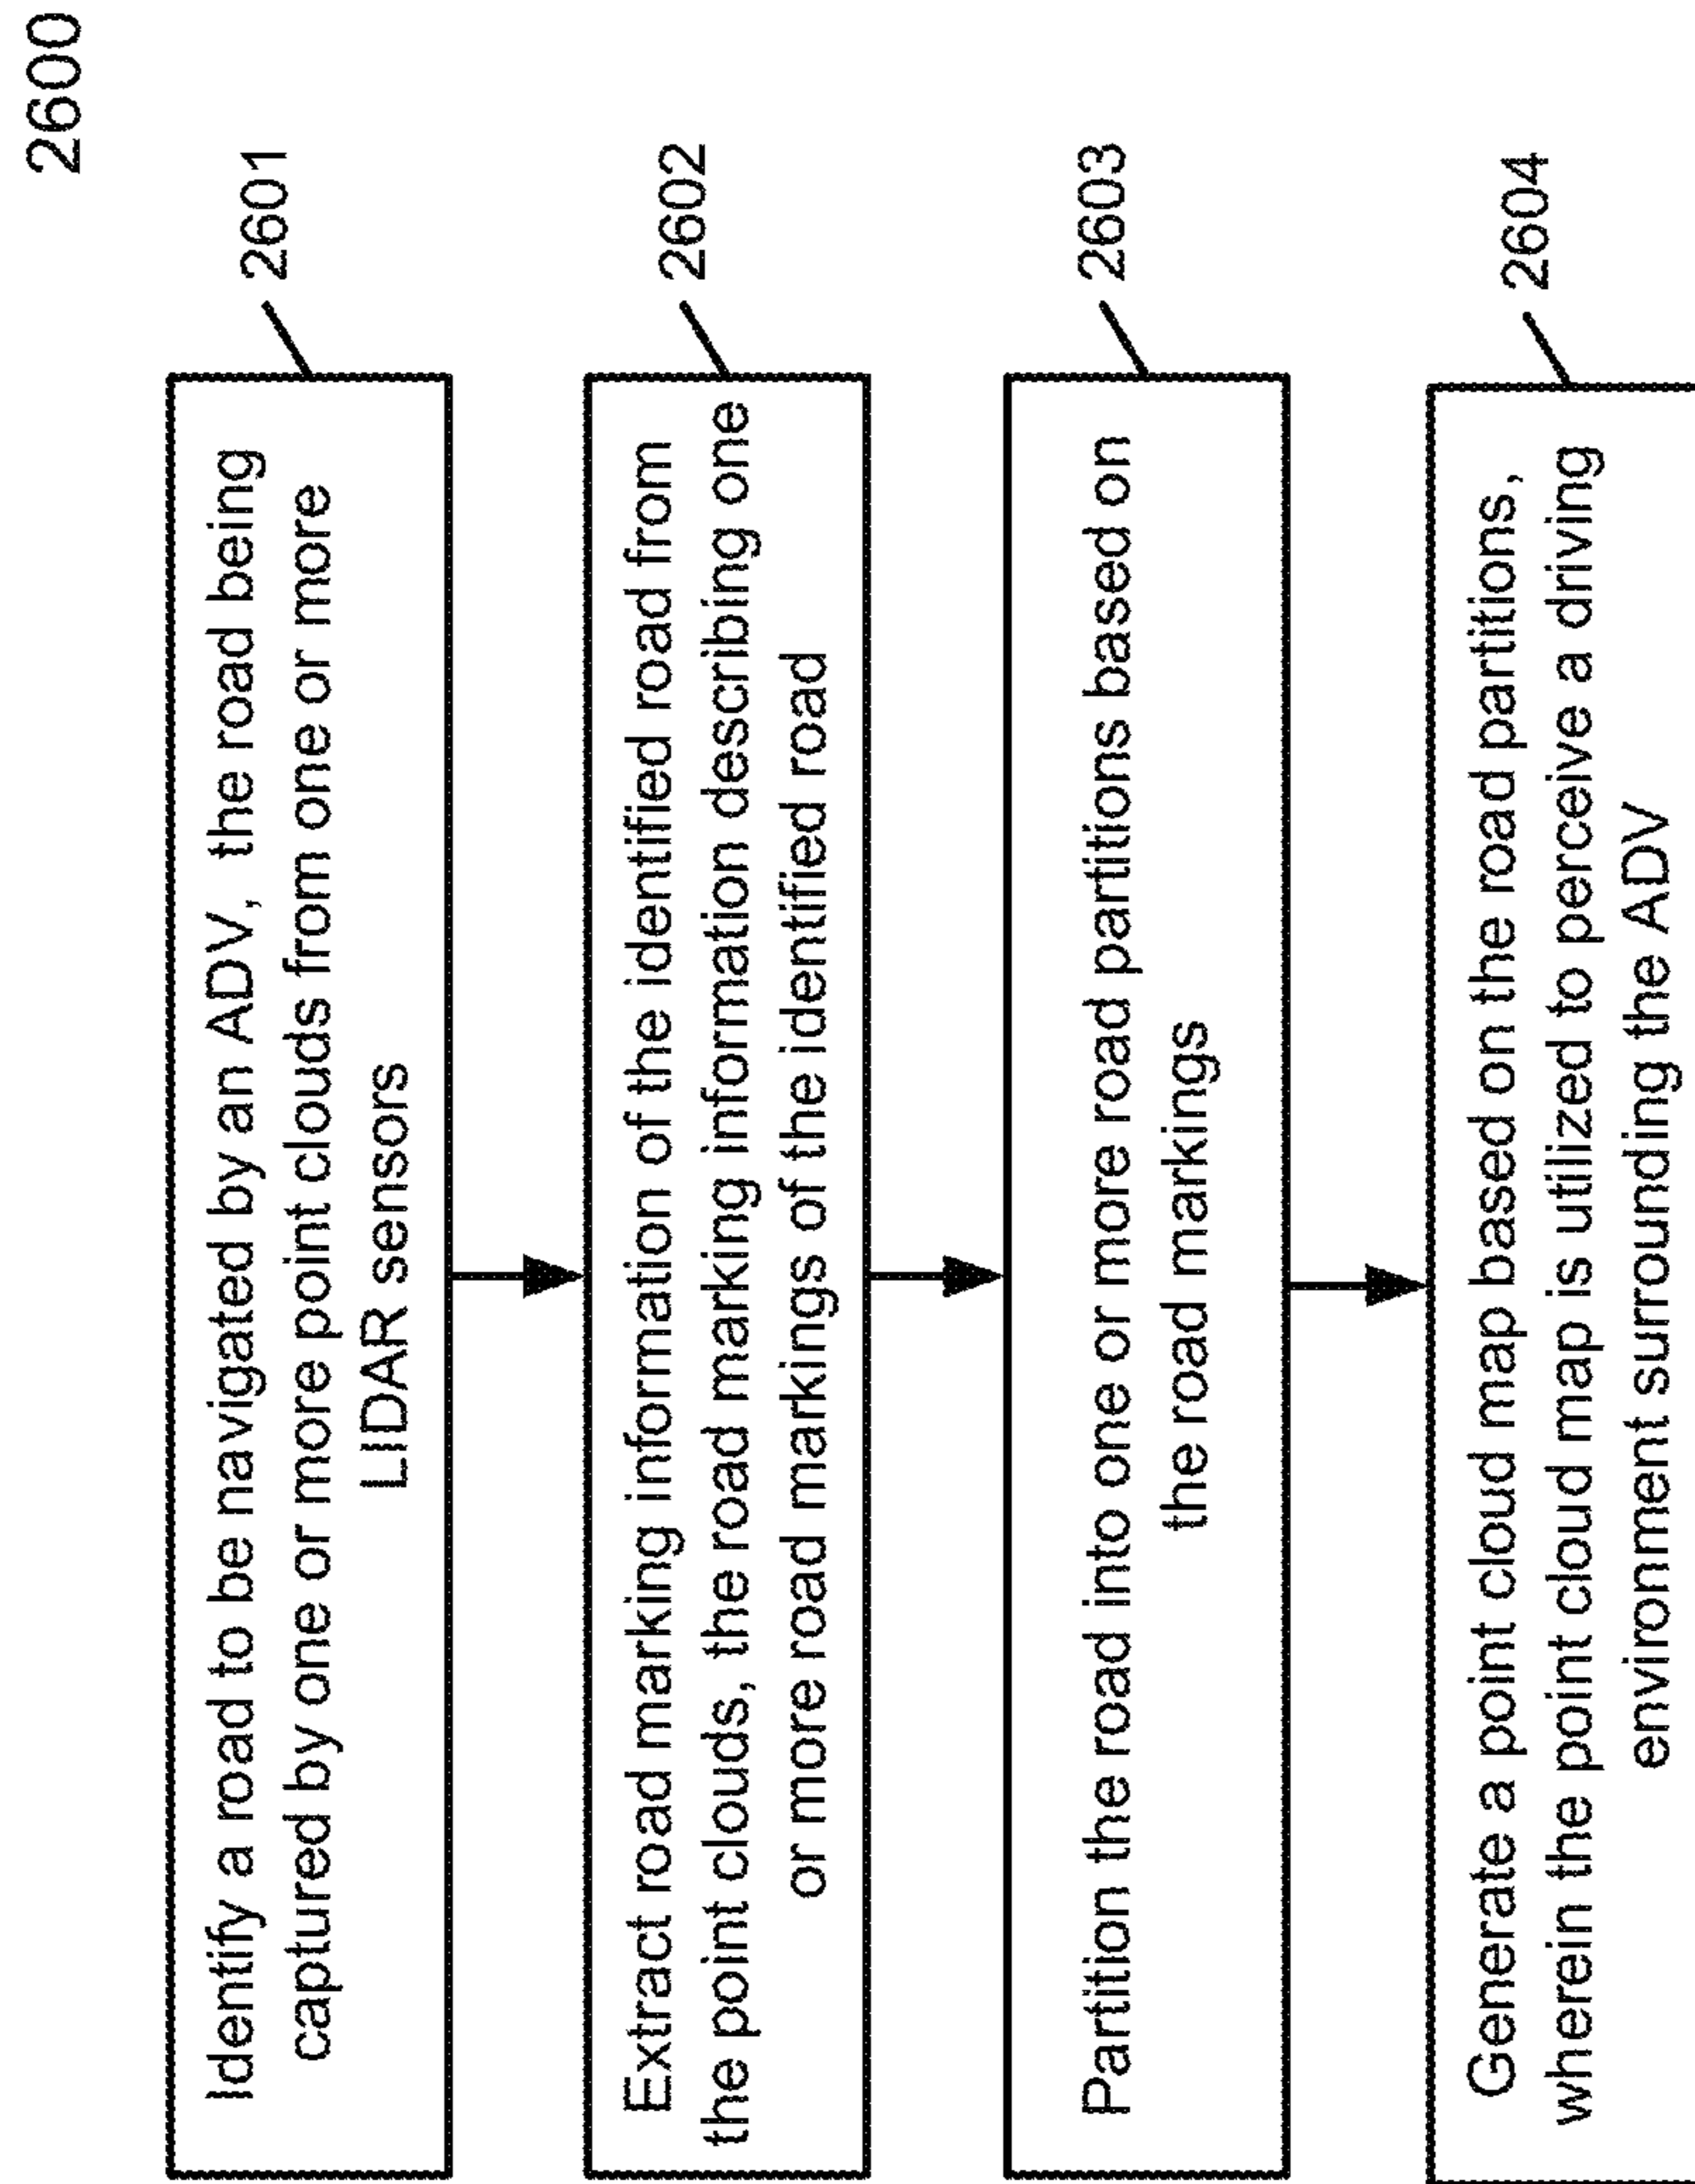 2600
Identify a road to be navigated by an ADV, the road being
captured by one or more point clouds from one or more
LIDAR sensors
2601
Extract road marking information of the identified road from
the point clouds, the road marking information describing one
or more road markings of the identified road
2602
Partition the road into one or more road partitions based on
the road markings
2603
Generate a point cloud map based on the road partitions,
wherein the point cloud map is utilized to perceive a driving
environment surrounding the ADV
2604